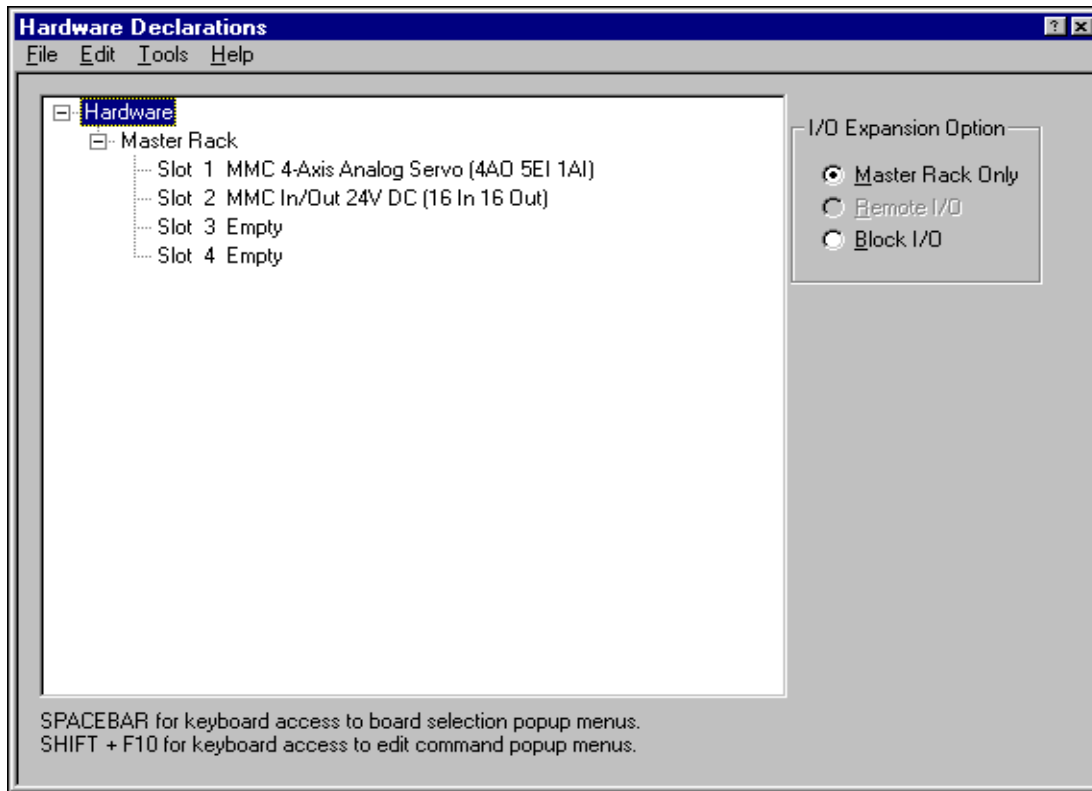 Hardware Declarations
File Edit Tools Help
Hardware
Master Rack
Slot 1 MMC 4-Axis Analog Servo (4AO 5EI 1AI)
Slot 2 MMC In/Out 24V DC (16 In 16 Out)
Slot 3 Empty
Slot 4 Empty
I/O Expansion Option
Master Rack Only
Remote I/O
Block I/O
SPACEBAR for keyboard access to board selection popup menus.
SHIFT + F10 for keyboard access to edit command popup menus.